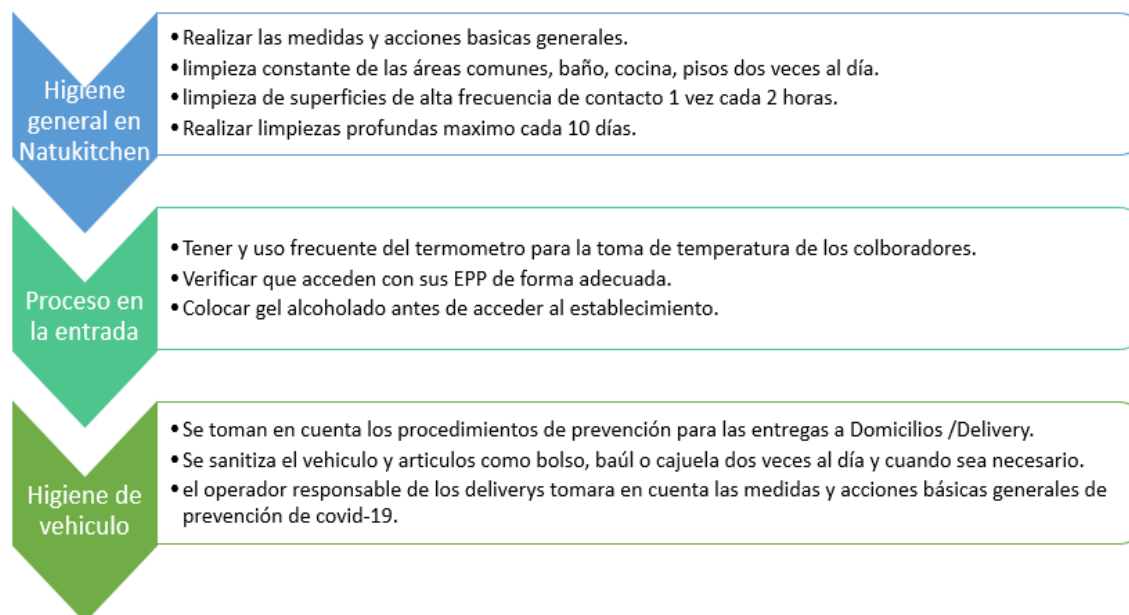 Higiene
general en
Natukitchen
• Realizar las medidas y acciones basicas generales.
• limpieza constante de las áreas comunes, baño, cocina, pisos dos veces al día.
• limpieza de superficies de alta frecuencia de contacto 1 vez cada 2 horas.
• Realizar limpiezas profundas maximo cada 10 días.
Proceso en
la entrada
• Tener y uso frecuente del termometro para la toma de temperatura de los colboradores.
• Verificar que acceden con sus EPP de forma adecuada.
• Colocar gel alcoholado antes de acceder al establecimiento.
Higiene de
vehiculo
• Se toman en cuenta los procedimientos de prevención para las entregas a Domicilios /Delivery.
• Se sanitiza el vehiculo y articulos como bolso, baúl o cajuela dos veces al día y cuando sea necesario.
• el operador responsable de los deliverys tomara en cuenta las medidas y acciones básicas generales de
prevención de covid-19.